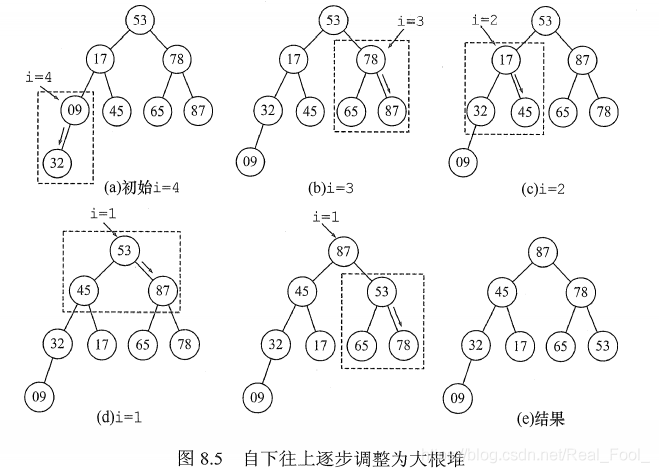 53
17 78
i=4
09 45 65 87
32
(a)初始i=4
53
i=3
17 78
32 45 65 87
09
(b)i=3
53
i=2
17 87
32 45 65 78
09
(c)i=2
i=1
53
45 87
32 17 65 78
09
(d)i=1
i=1
87
45 53
32 17 65 78
09
87
45 78
32 17 65 53
09
(e)结果
图 8.5 自下往上逐步调整为大根堆
blog.csdn.net/Real_Fool_